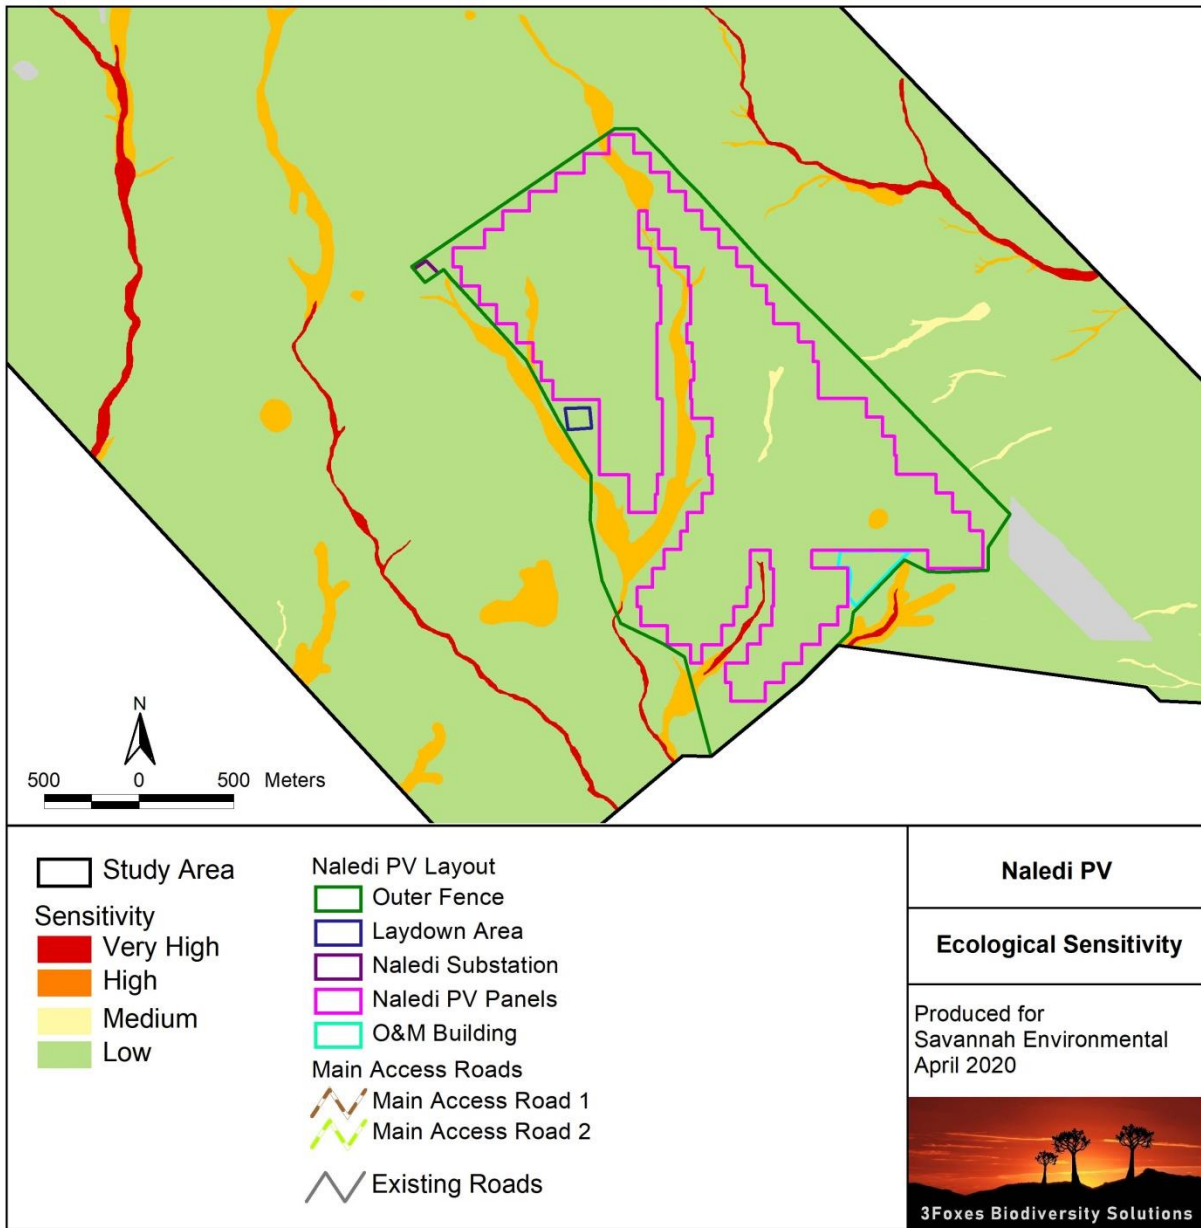 N
500 0 500 Meters
Study Area
Sensitivity
Very High
High
Medium
Low
Naledi PV Layout
Outer Fence
Laydown Area
Naledi Substation
Naledi PV Panels
O&M Building
Main Access Roads
Main Access Road 1
Main Access Road 2
Existing Roads
Naledi PV
Ecological Sensitivity
Produced for
Savannah Environmental
April 2020
3Foxes Biodiversity Solutions